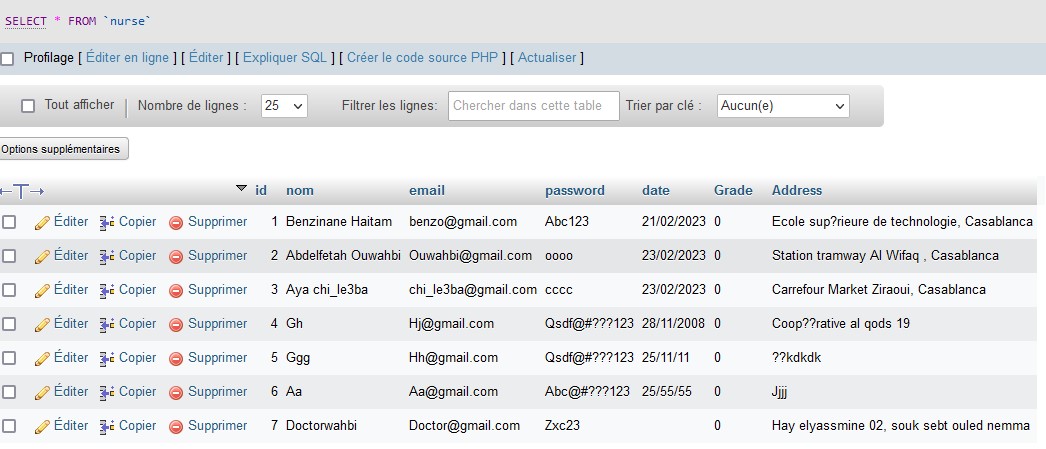 SELECT * FROM `nurse`
Profilage [ Éditer en ligne ] [ Éditer ] [ Expliquer SQL ] [ Créer le code source PHP ] [ Actualiser ]
Tout afficher | Nombre de lignes : 25 Filtrer les lignes: Chercher dans cette table Trier par clé : Aucun(e)
Options supplémentaires
←T→ id nom email password date Grade Address
Éditer Copier Supprimer 1 Benzinane Haitam benzo@gmail.com Abc123 21/02/2023 0 Ecole sup?rieure de technologie, Casablanca
Éditer Copier Supprimer 2 Abdelfetah Ouwahbi Ouwahbi@gmail.com oooo 23/02/2023 0 Station tramway Al Wifaq , Casablanca
Éditer Copier Supprimer 3 Aya chi_le3ba chi_le3ba@gmail.com cccc 23/02/2023 0 Carrefour Market Ziraoui, Casablanca
Éditer Copier Supprimer 4 Gh Hj@gmail.com Qsdf@#???123 28/11/2008 0 Coop??rative al qods 19
Éditer Copier Supprimer 5 Ggg Hh@gmail.com Qsdf@#???123 25/11/11 0 ??kdkdk
Éditer Copier Supprimer 6 Aa Aa@gmail.com Abc@#???123 25/55/55 0 Jjjj
Éditer Copier Supprimer 7 Doctorwahbi Doctor@gmail.com Zxc23 0 Hay elyassmine 02, souk sebt ouled nemma